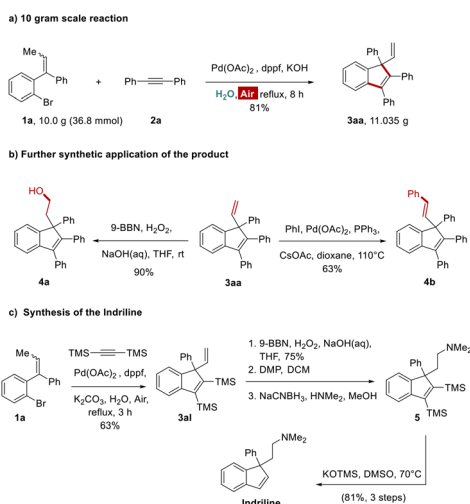 a) 10 gram scale reaction
Me
Ph
Br
+
Ph
Ph
Pd(OAc)2 , dppf, KOH
H2O, Air reflux, 8 h
81%
Ph
Ph
Ph
1a, 10.0 g (36.8 mmol)
2a
3aa, 11.035 g
b) Further synthetic application of the product
HO
Ph
Ph
Ph
4a
9-BBN, H2O2,
NaOH(aq), THF, rt
90%
Ph
Ph
Ph
3aa
PhI, Pd(OAc)2, PPh3,
CsOAc, dioxane, 110°C
63%
Ph
Ph
Ph
Ph
4b
c) Synthesis of the Indriline
Me
Ph
Br
1a
TMS
TMS
Pd(OAc)2 , dppf,
K2CO3, H2O, Air,
reflux, 3 h
63%
Ph
TMS
TMS
3al
1. 9-BBN, H2O2, NaOH(aq),
THF, 75%
2. DMP, DCM
3. NaCNBH3, HNMe2, MeOH
NMe2
Ph
TMS
TMS
5
KOTMS, DMSO, 70°C
(81%, 3 steps)
NMe2
Ph
Indriline